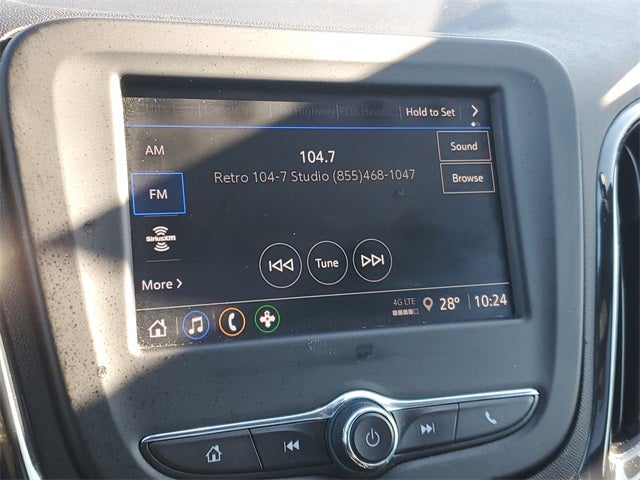 Highway FOX Headli... Hold to Set
AM
104.7
Sound
Retro 104-7 Studio (855)468-1047
Browse
FM
SiriusXM
Tune
More
4G LTE
28° 10:24